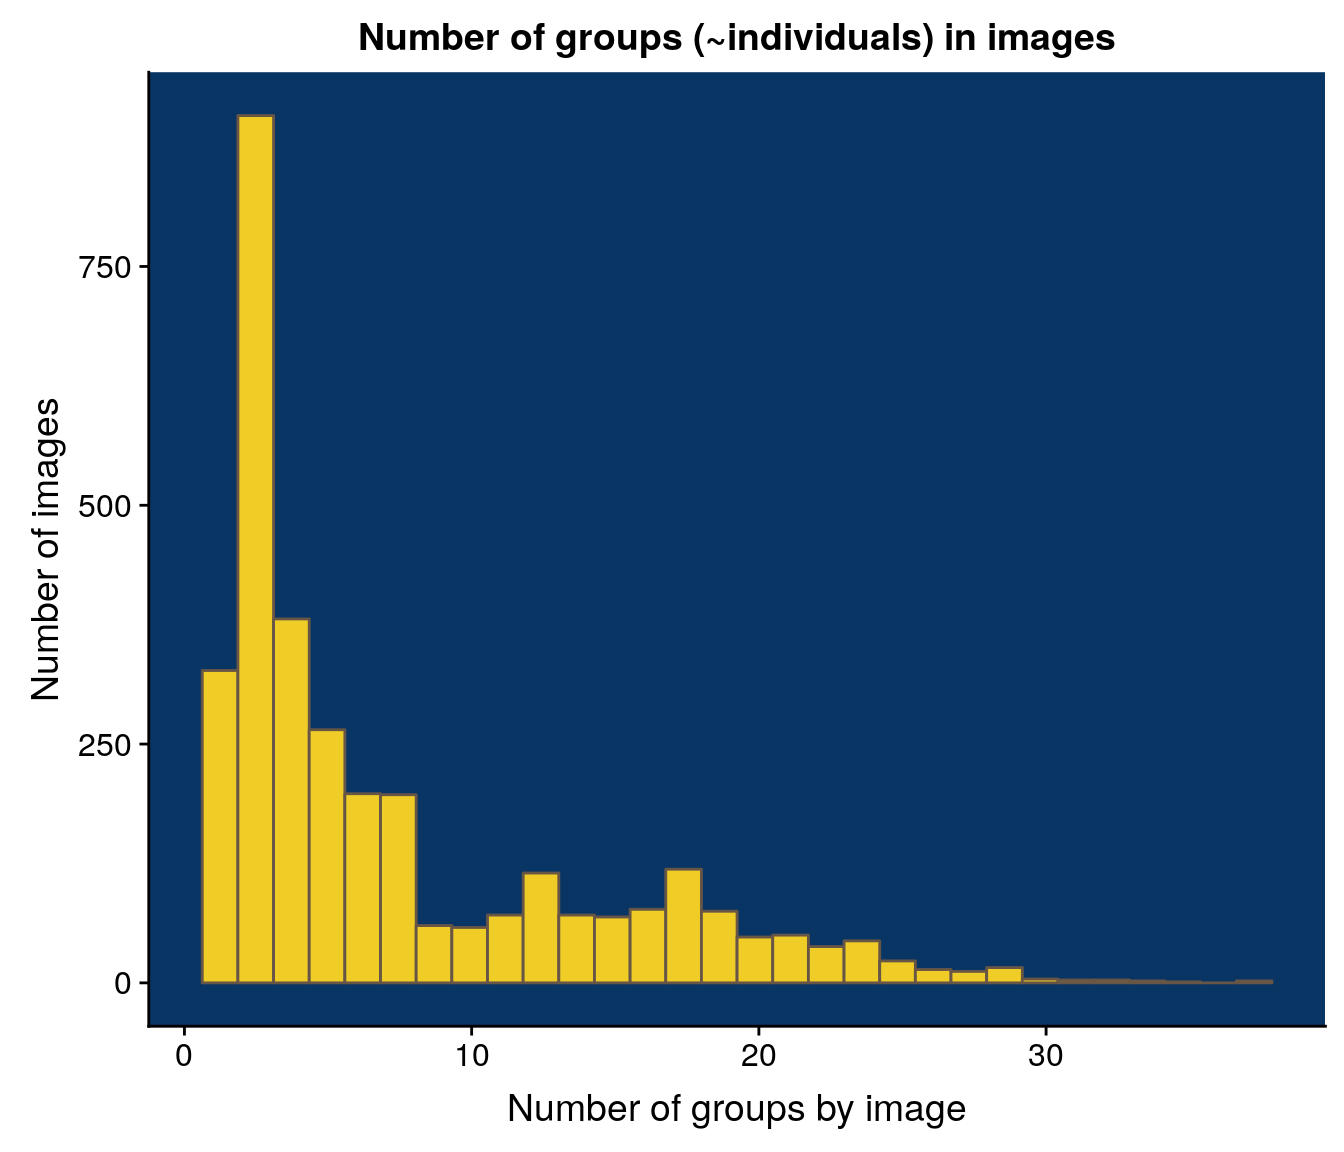 Number of groups (~individuals) in images
Number of images
750
500
250
0
0 10 20 30
Number of groups by image